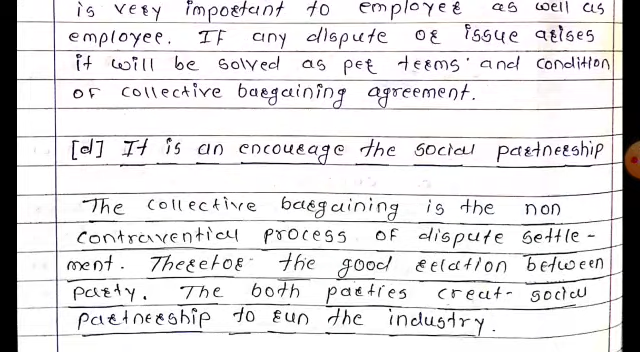 is very important to employer as well as
employee. If any dispute or issue arises
it will be solved as per terms and condition
of collective bargaining agreement.
[d] It is an encourage the social partnership
The collective bargaining is the non
contravential process of dispute settle-
ment. Therefor the good relation between
party. The both parties creat- social
partneeship to run the industry.